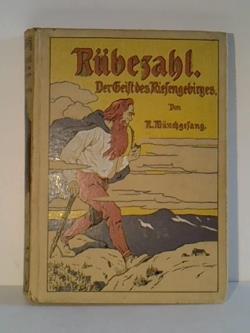 Rübezahl.
Der Geist des Riesengebirges.
Von
R. Münchgesang.